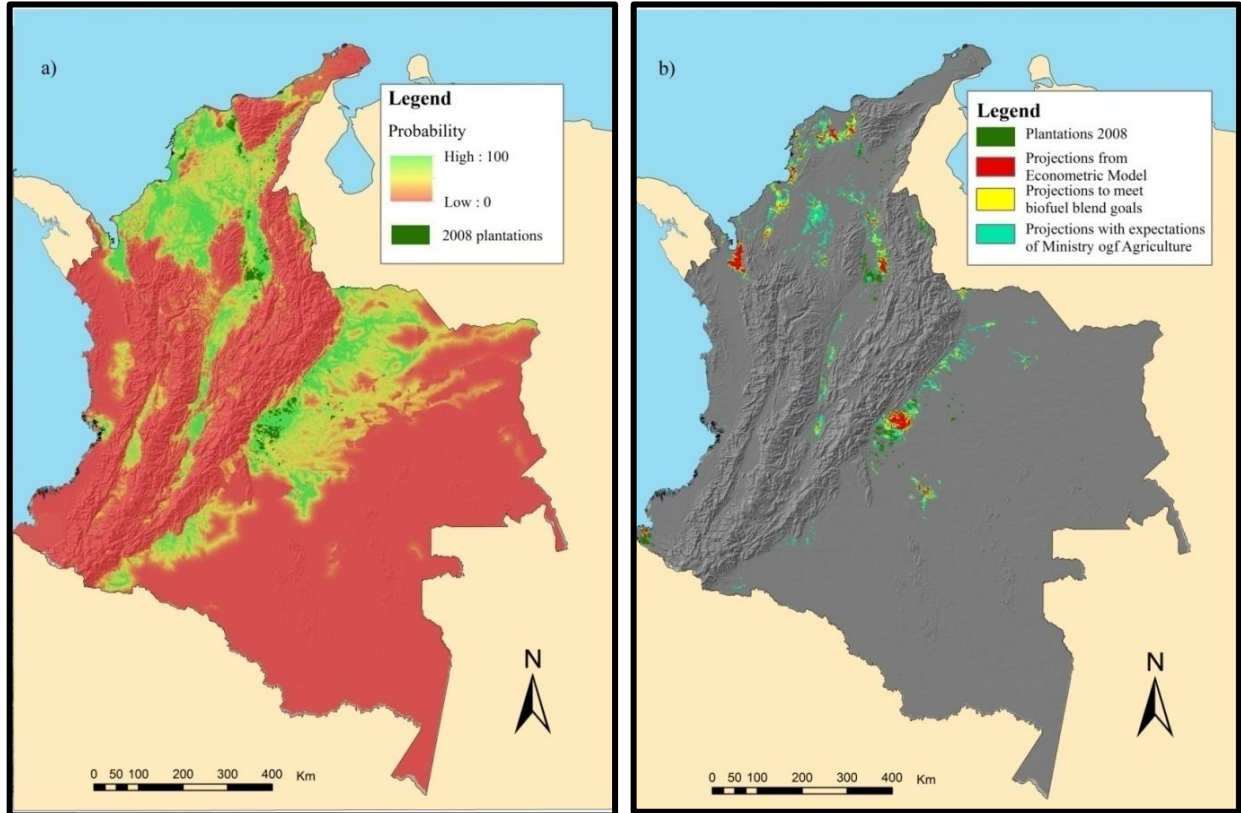 a)
Legend
Probability
High : 100
Low : 0
2008 plantations
N
0 50 100 200 300 400 Km
b)
Legend
Plantations 2008
Projections from
Econometric Model
Projections to meet
biofuel blend goals
Projections with expectations
of Ministry ogf Agriculture
N
0 50 100 200 300 400 Km